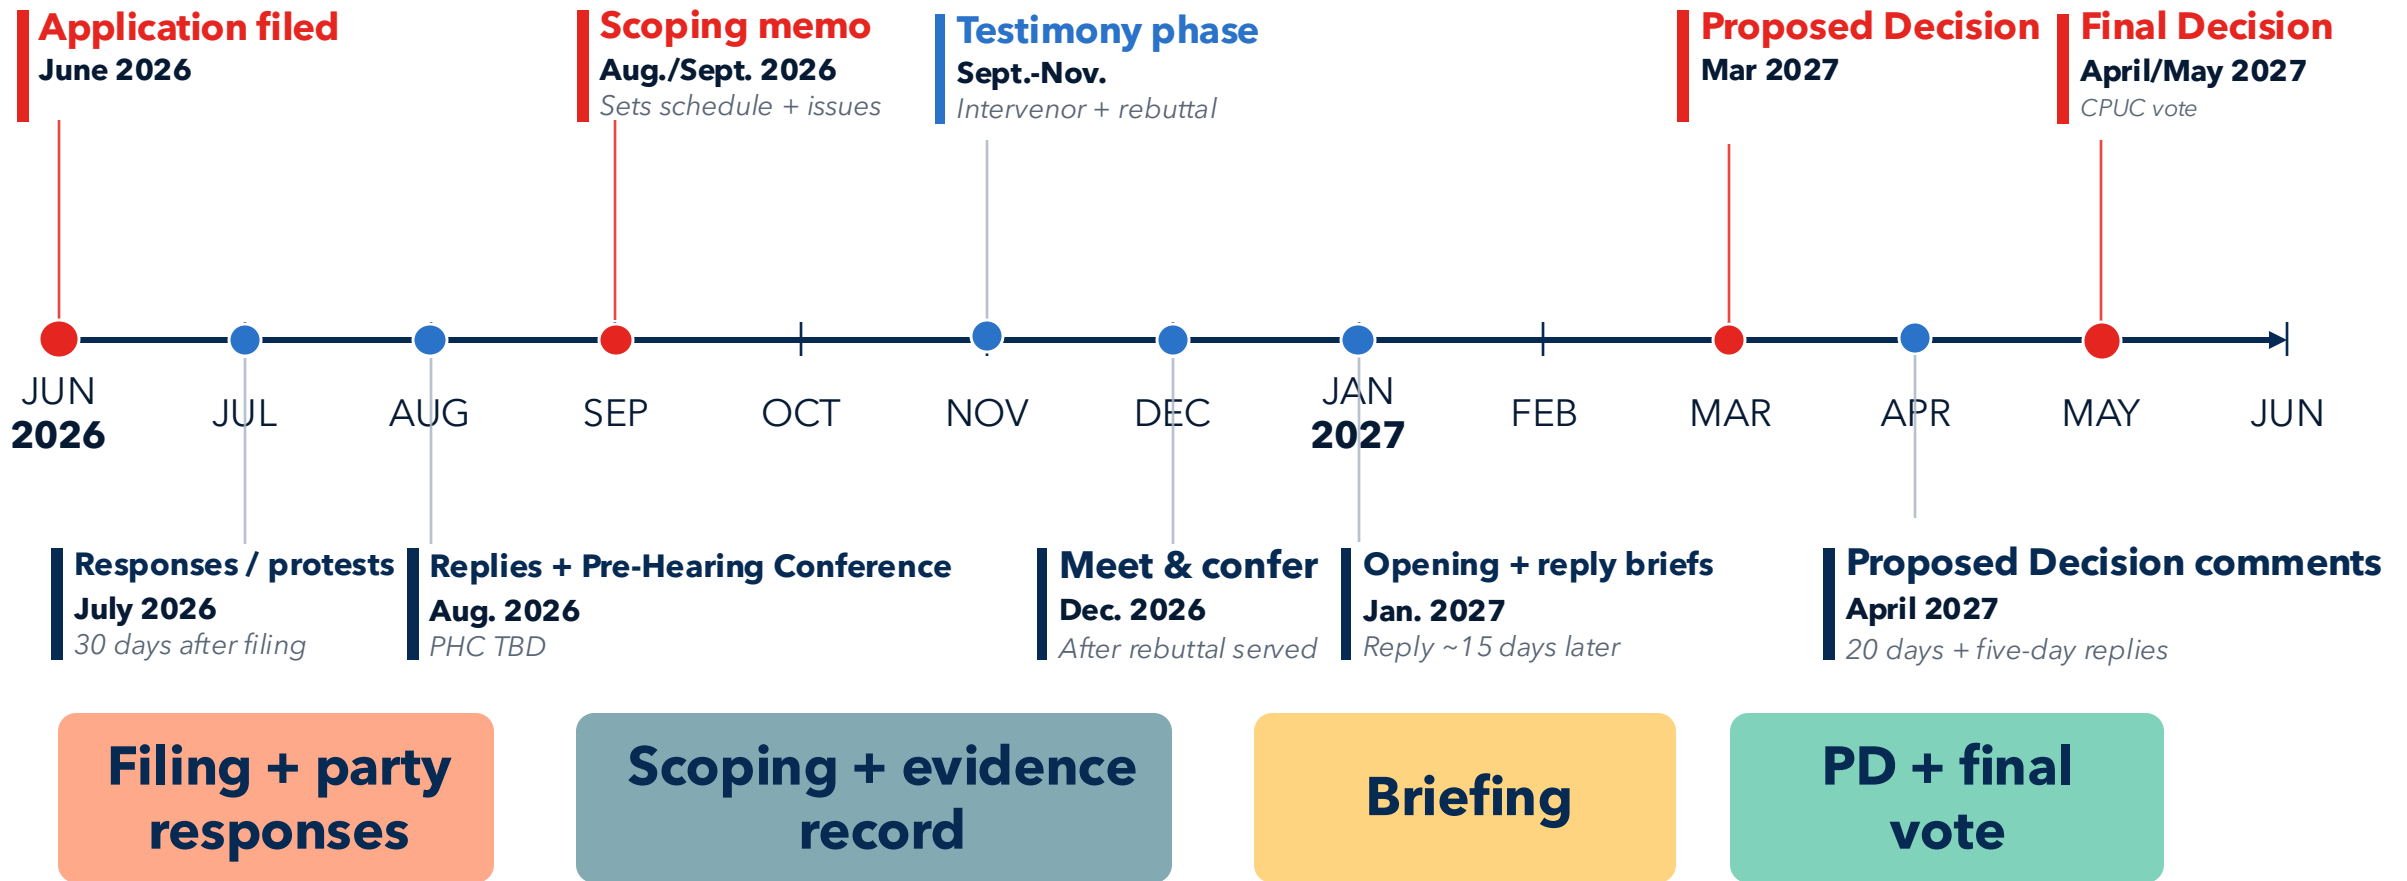 Application filed
June 2026
Scoping memo
Aug./Sept. 2026
Sets schedule + issues
Testimony phase
Sept.-Nov.
Intervenor + rebuttal
Proposed Decision
Mar 2027
Final Decision
April/May 2027
CPUC vote
JUN
2026
JUL
AUG
SEP
OCT
NOV
DEC
JAN
2027
FEB
MAR
APR
MAY
JUN
Responses / protests
July 2026
30 days after filing
Replies + Pre-Hearing Conference
Aug. 2026
PHC TBD
Meet & confer
Dec. 2026
After rebuttal served
Opening + reply briefs
Jan. 2027
Reply ~15 days later
Proposed Decision comments
April 2027
20 days + five-day replies
Filing + party
responses
Scoping + evidence
record
Briefing
PD + final
vote